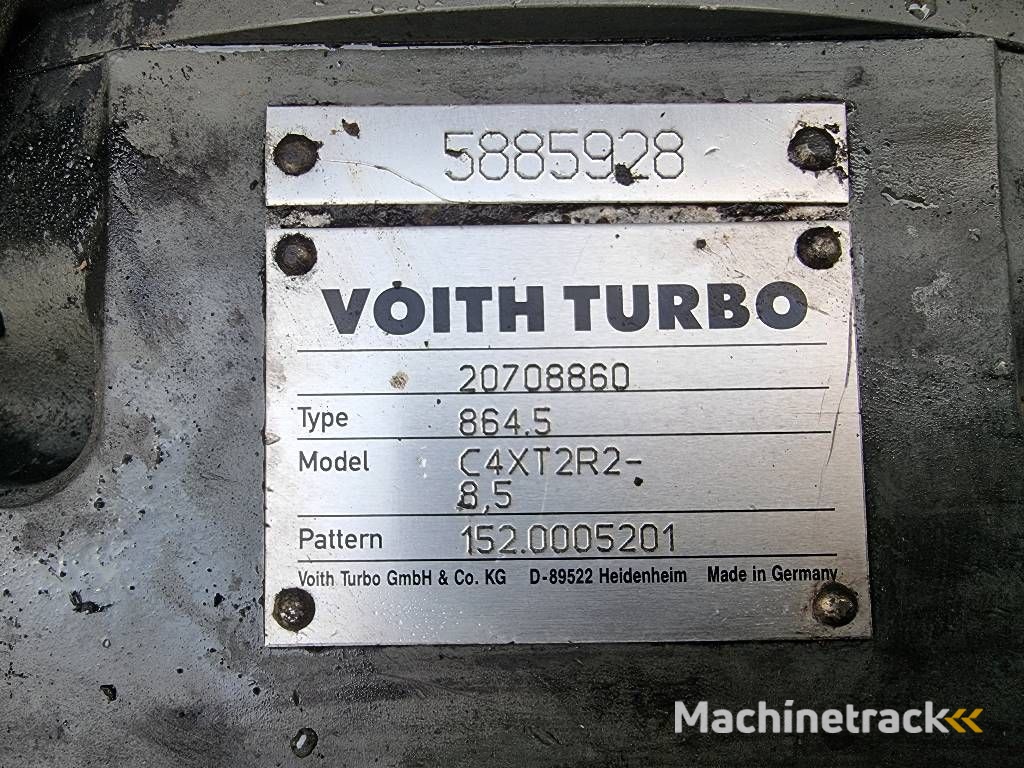 5885928
VOITH TURBO
20708860
Type 864.5
Model C4XT2R2-
8,5
Pattern 152.0005201
Voith Turbo GmbH & Co. KG D-89522 Heidenheim Made in Germany
Machinetrack